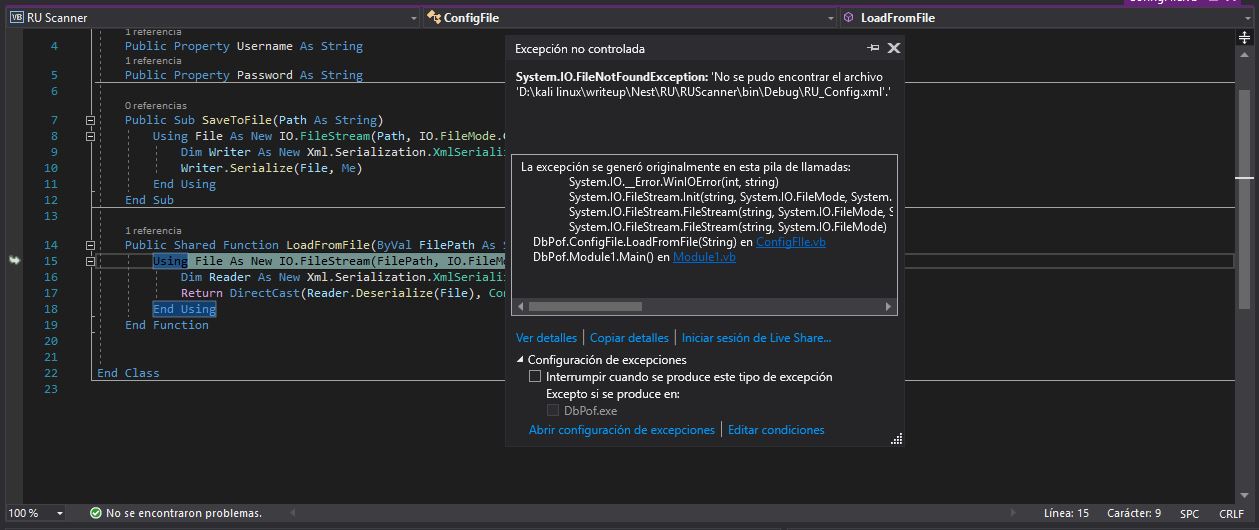 RU Scanner
ConfigFile
LoadFromFile
1 referencia
4 Public Property Username As String
1 referencia
5 Public Property Password As String
6
0 referencias
7 Public Sub SaveToFile(Path As String)
8 Using File As New IO.FileStream(Path, IO.FileMode.
9 Dim Writer As New Xml.Serialization.XmlSeriali
10 Writer.Serialize(File, Me)
11 End Using
12 End Sub
13
1 referencia
14 Public Shared Function LoadFromFile(ByVal FilePath As S
15 Using File As New IO.FileStream(FilePath, IO.FileMo
16 Dim Reader As New Xml.Serialization.XmlSeriali
17 Return DirectCast(Reader.Deserialize(File), Co
18 End Using
19 End Function
20
21
22 End Class
23
Excepción no controlada
System.IO.FileNotFoundException: 'No se pudo encontrar el archivo
'D:\kali linux\writeup\Nest\RU\RUScanner\bin\Debug\RU_Config.xml'.'
La excepción se generó originalmente en esta pila de llamadas:
System.IO.__Error.WinIOError(int, string)
System.IO.FileStream.Init(string, System.IO.FileMode, System.
System.IO.FileStream.FileStream(string, System.IO.FileMode, S
System.IO.FileStream.FileStream(string, System.IO.FileMode)
DbPof.ConfigFile.LoadFromFile(String) en ConfigFIle.vb
DbPof.Module1.Main() en Module1.vb
Ver detalles | Copiar detalles | Iniciar sesión de Live Share...
Configuración de excepciones
Interrumpir cuando se produce este tipo de excepción
Excepto si se produce en:
DbPof.exe
Abrir configuración de excepciones | Editar condiciones
100 % No se encontraron problemas. Línea: 15 Carácter: 9 SPC CRLF